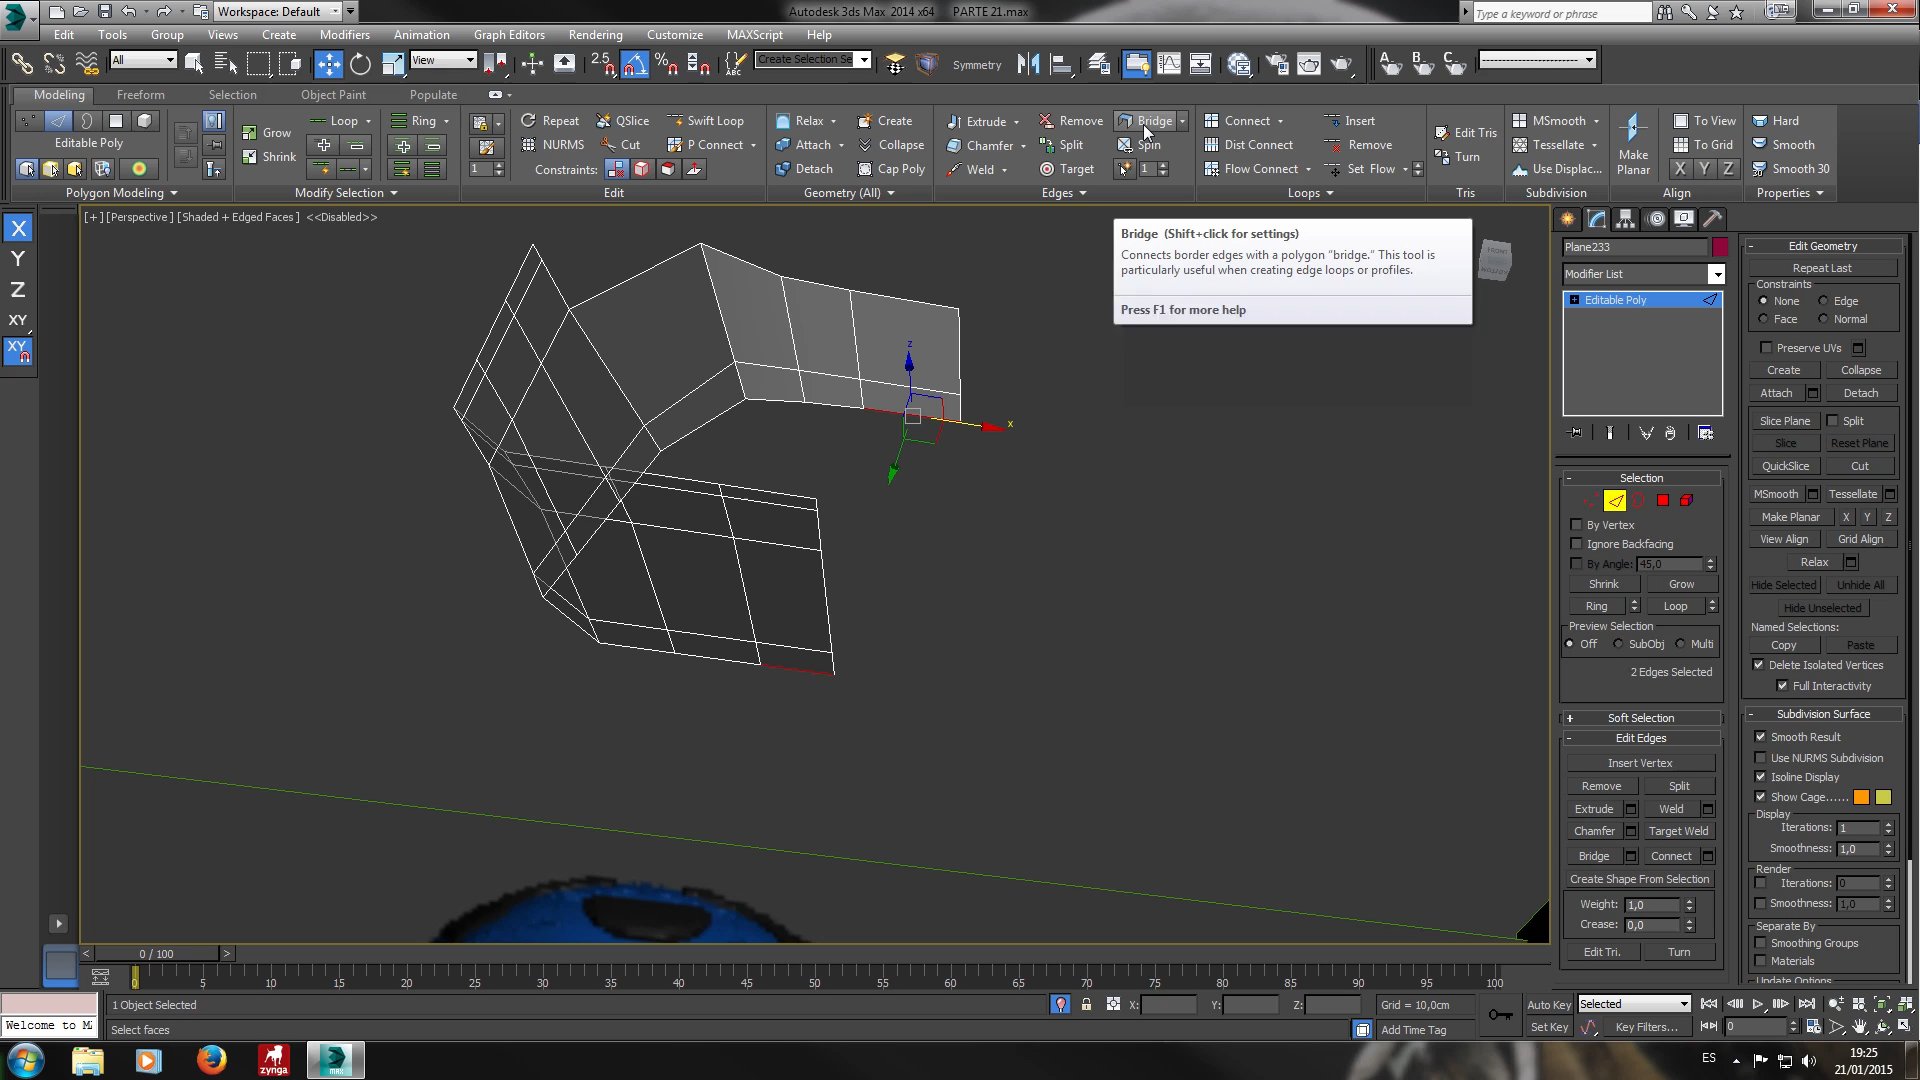 Workspace: Default
Autodesk 3ds Max 2014 x64 PARTE 21.max
Type a keyword or phrase
Edit Tools Group Views Create Modifiers Animation Graph Editors Rendering Customize MAXScript Help
All View 2.5 Create Selection Se Symmetry A B C
Modeling Freeform Selection Object Paint Populate
Loop Ring Repeat QSlice Swift Loop Relax Create Extrude Remove Bridge Connect Insert MSmooth To View Hard
Grow NURMS Cut P Connect Attach Collapse Chamfer Split Spin Dist Connect Remove Edit Tris Tessellate To Grid Smooth
Editable Poly Shrink 1 Constraints: Detach Cap Poly Weld Target 1 Flow Connect Set Flow Turn Use Displac... Make Planar X Y Z Smooth 30
Polygon Modeling Modify Selection Edit Geometry (All) Edges Loops Tris Subdivision Align Properties
X
Y
Z
XY
XY
[+] [Perspective ] [Shaded + Edged Faces ] <<Disabled>>
Bridge (Shift+click for settings)
Connects border edges with a polygon "bridge." This tool is
particularly useful when creating edge loops or profiles.
Press F1 for more help
FRONT
z
x
Plane233
Modifier List
Editable Poly
Selection
By Vertex
Ignore Backfacing
By Angle: 45,0
Shrink Grow
Ring Loop
Preview Selection
Off SubObj Multi
2 Edges Selected
Soft Selection
Edit Edges
Insert Vertex
Remove Split
Extrude Weld
Chamfer Target Weld
Bridge Connect
Create Shape From Selection
Weight: 1,0
Crease: 0,0
Edit Tri. Turn
Edit Geometry
Repeat Last
Constraints
None Edge
Face Normal
Preserve UVs
Create Collapse
Attach Detach
Slice Plane Split
Slice Reset Plane
QuickSlice Cut
MSmooth Tessellate
Make Planar X Y Z
View Align Grid Align
Relax
Hide Selected Unhide All
Hide Unselected
Named Selections:
Copy Paste
Delete Isolated Vertices
Full Interactivity
Subdivision Surface
Smooth Result
Use NURMS Subdivision
Isoline Display
Show Cage......
Display
Iterations: 1
Smoothness: 1,0
Render
Iterations: 0
Smoothness: 1,0
Separate By
Smoothing Groups
Materials
Update Options
< 0 / 100 >
0 5 10 15 20 25 30 35 40 45 50 55 60 65 70 75 80 85 90 95 100
1 Object Selected X: Y: Z: Grid = 10,0cm Auto Key Selected
Welcome to M Select faces Add Time Tag Set Key Key Filters... 0
zynga
MAX
ES
19:25
21/01/2015